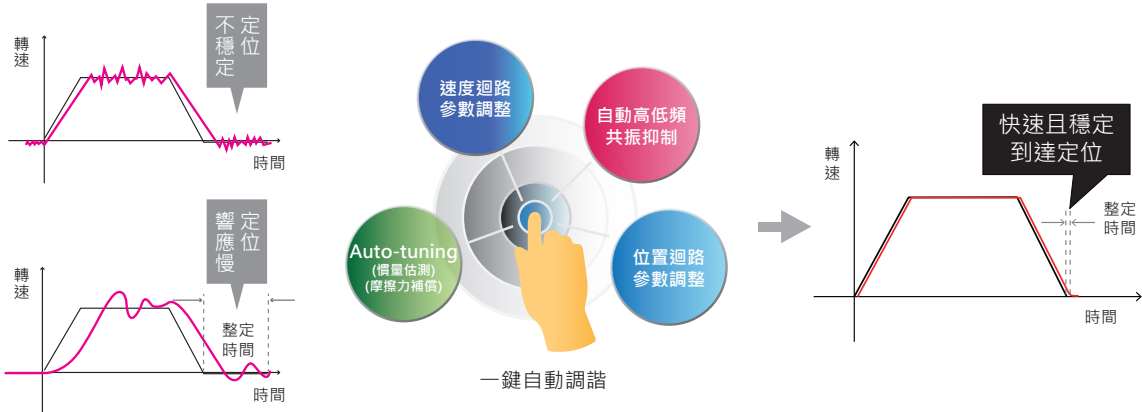 轉速
定位
不穩定
時間
轉速
定位
響應慢
整定
時間
時間
速度迴路
參數調整
自動高低頻
共振抑制
Auto-tuning
(慣量估測)
(摩擦力補償)
位置迴路
參數調整
一鍵自動調諧
轉速
快速且穩定
到達定位
整定
時間
時間